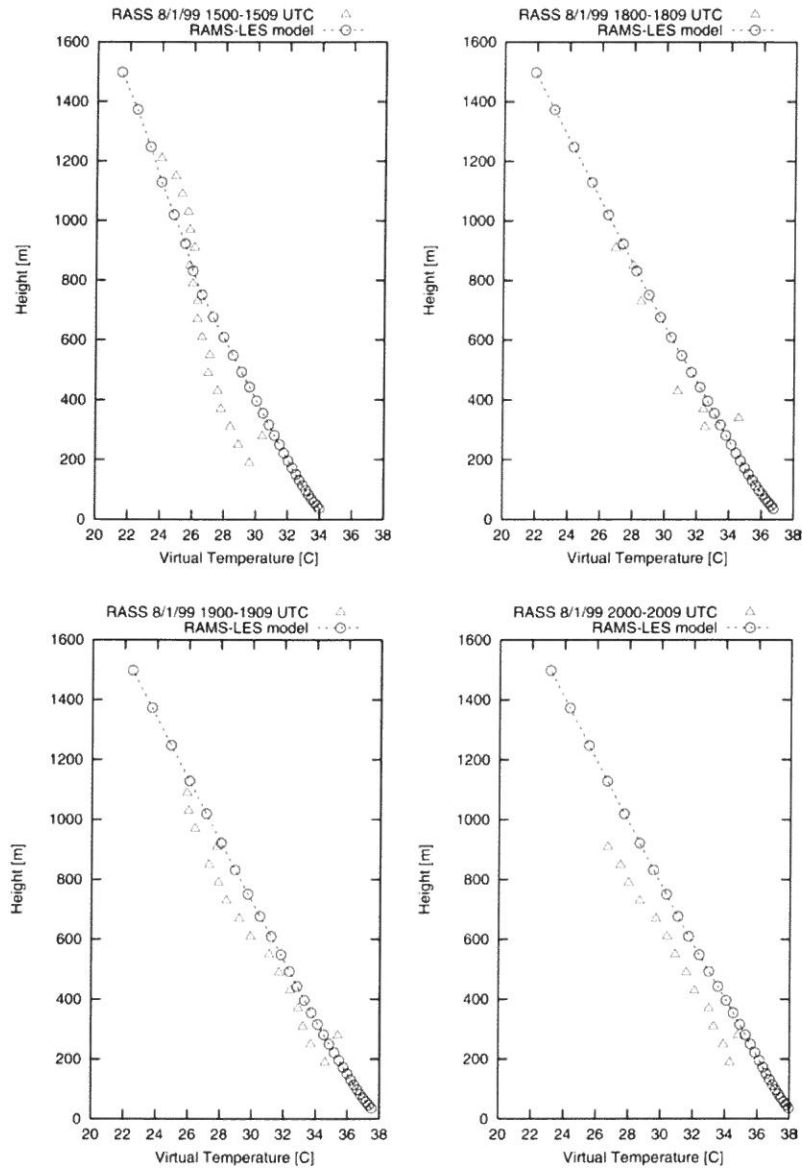 RASS 8/1/99 1500-1509 UTC
RAMS-LES model
1600
1400
1200
1000
800
600
400
200
0
Height [m]
20 22 24 26 28 30 32 34 36 38
Virtual Temperature [C]
RASS 8/1/99 1800-1809 UTC
RAMS-LES model
1600
1400
1200
1000
800
600
400
200
0
Height [m]
20 22 24 26 28 30 32 34 36 38
Virtual Temperature [C]
RASS 8/1/99 1900-1909 UTC
RAMS-LES model
1600
1400
1200
1000
800
600
400
200
0
Height [m]
20 22 24 26 28 30 32 34 36 38
Virtual Temperature [C]
RASS 8/1/99 2000-2009 UTC
RAMS-LES model
1600
1400
1200
1000
800
600
400
200
0
Height [m]
20 22 24 26 28 30 32 34 36 38
Virtual Temperature [C]